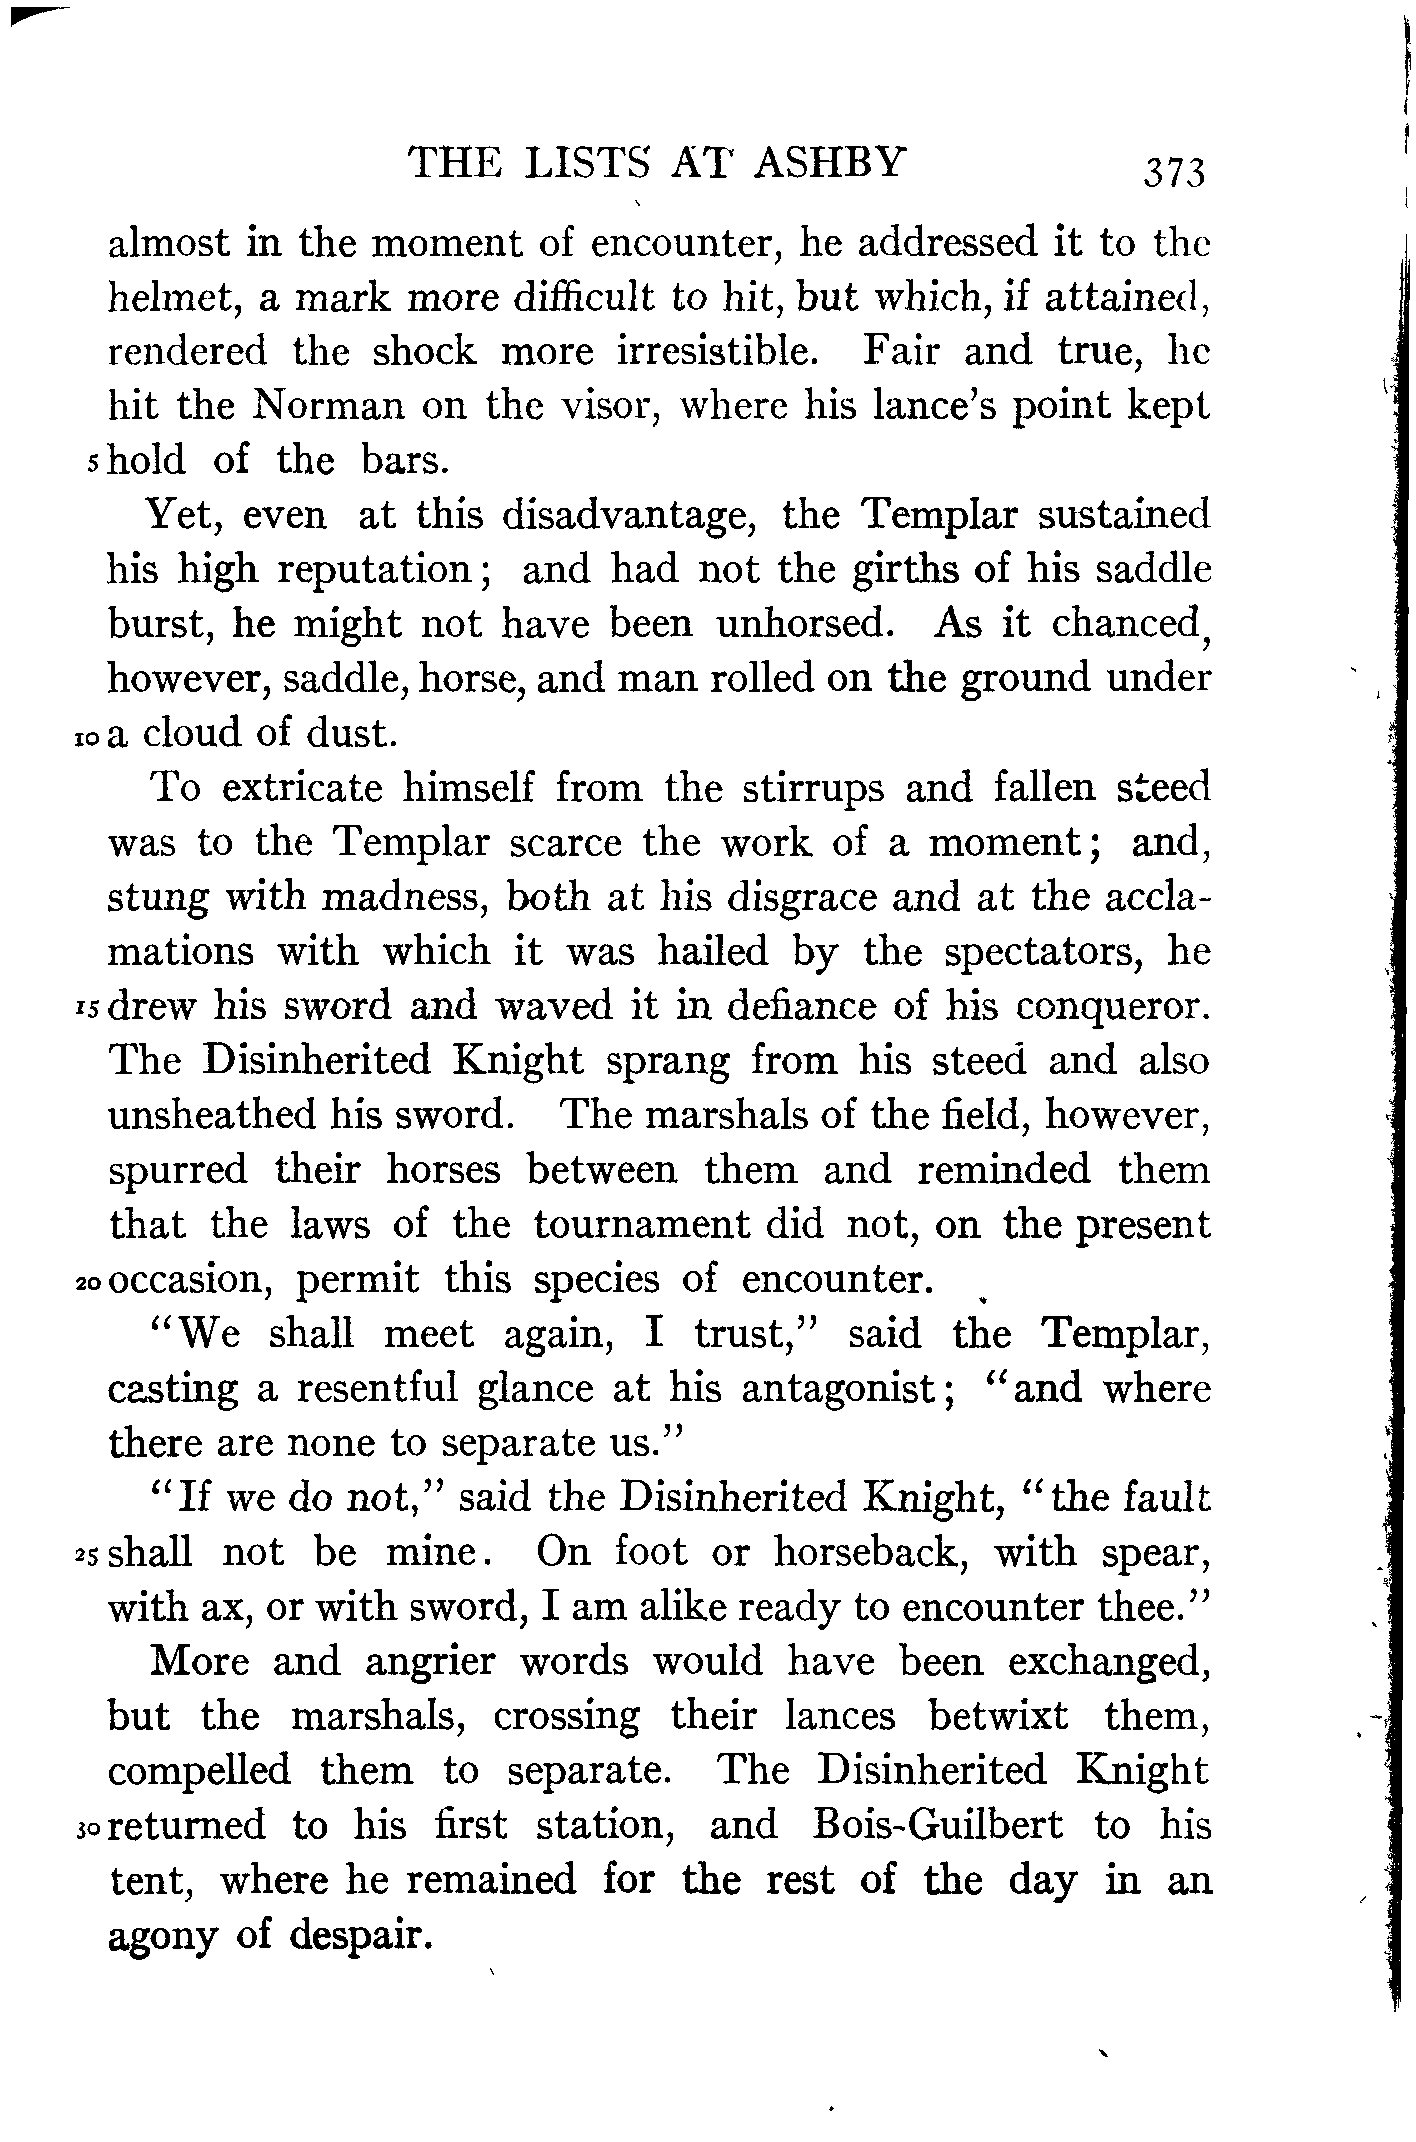 THE LISTS AT ASHBY 373
almost in the moment of encounter, he addressed it to the
helmet, a mark more difficult to hit, but which, if attained,
rendered the shock more irresistible. Fair and true, he
hit the Norman on the visor, where his lance's point kept
5 hold of the bars.
Yet, even at this disadvantage, the Templar sustained
his high reputation; and had not the girths of his saddle
burst, he might not have been unhorsed. As it chanced,
however, saddle, horse, and man rolled on the ground under
10 a cloud of dust.
To extricate himself from the stirrups and fallen steed
was to the Templar scarce the work of a moment; and,
stung with madness, both at his disgrace and at the accla-
mations with which it was hailed by the spectators, he
15 drew his sword and waved it in defiance of his conqueror.
The Disinherited Knight sprang from his steed and also
unsheathed his sword. The marshals of the field, however,
spurred their horses between them and reminded them
that the laws of the tournament did not, on the present
20 occasion, permit this species of encounter.
"We shall meet again, I trust," said the Templar,
casting a resentful glance at his antagonist; "and where
there are none to separate us."
"If we do not," said the Disinherited Knight, "the fault
25 shall not be mine. On foot or horseback, with spear,
with ax, or with sword, I am alike ready to encounter thee."
More and angrier words would have been exchanged,
but the marshals, crossing their lances betwixt them,
compelled them to separate. The Disinherited Knight
30 returned to his first station, and Bois-Guilbert to his
tent, where he remained for the rest of the day in an
agony of despair.